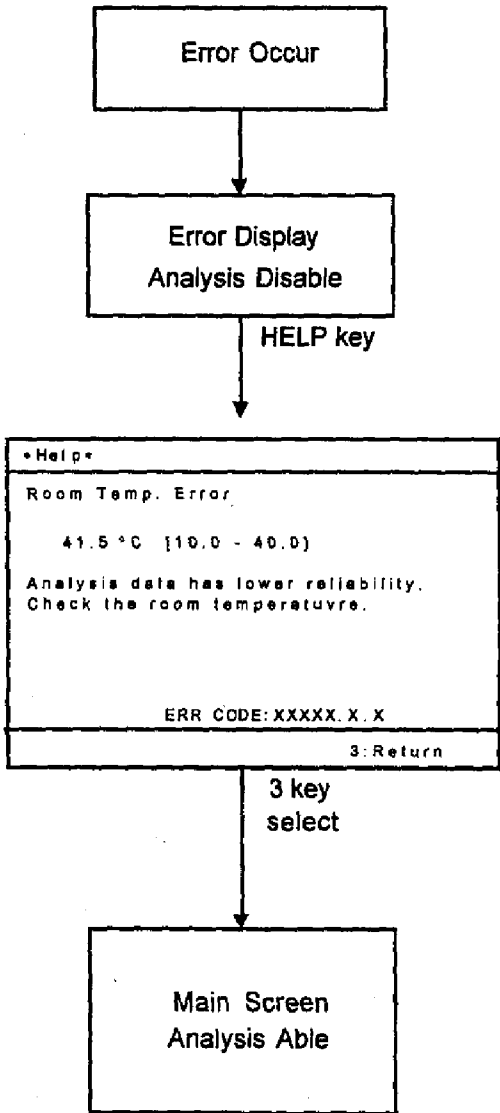 Error Occur
Error Display
Analysis Disable
HELP key
*Help*
Room Temp. Error
41.5 °C [10.0 - 40.0]
Analysis data has lower reliability.
Check the room temperatuvre.
ERR CODE: XXXXX. X. X
3:Return
3 key
select
Main Screen
Analysis Able